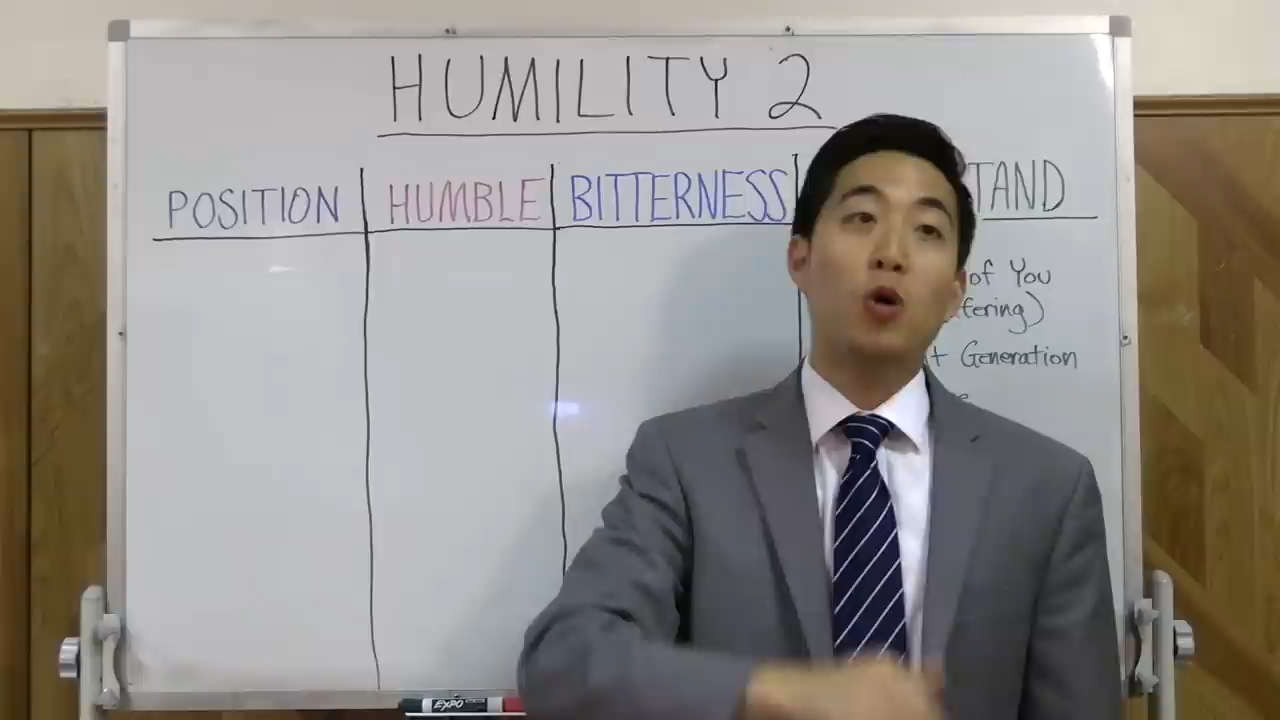 HUMILITY 2
POSITION HUMBLE BITTERNESS TAND
of You
fering)
t Generation
EXPO